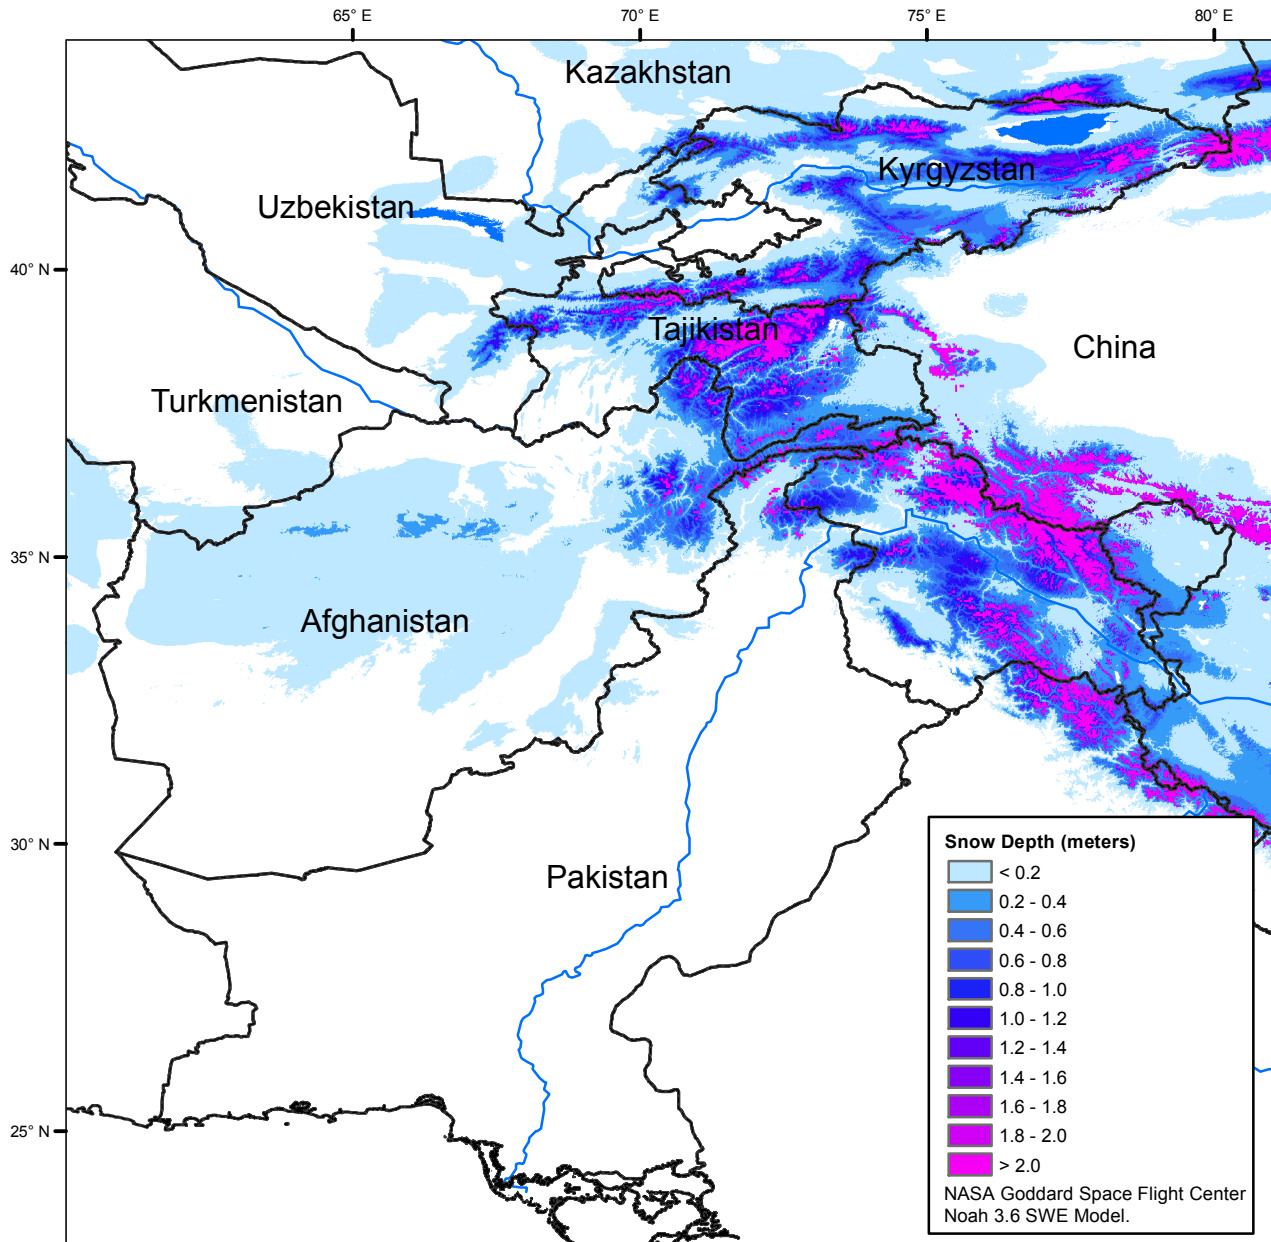 65° E
70° E
75° E
80° E
Kazakhstan
Kyrgyzstan
Uzbekistan
40° N
Tajikistan
China
Turkmenistan
35° N
Afghanistan
30° N
Pakistan
25° N
Snow Depth (meters)
< 0.2
0.2 - 0.4
0.4 - 0.6
0.6 - 0.8
0.8 - 1.0
1.0 - 1.2
1.2 - 1.4
1.4 - 1.6
1.6 - 1.8
1.8 - 2.0
> 2.0
NASA Goddard Space Flight Center
Noah 3.6 SWE Model.